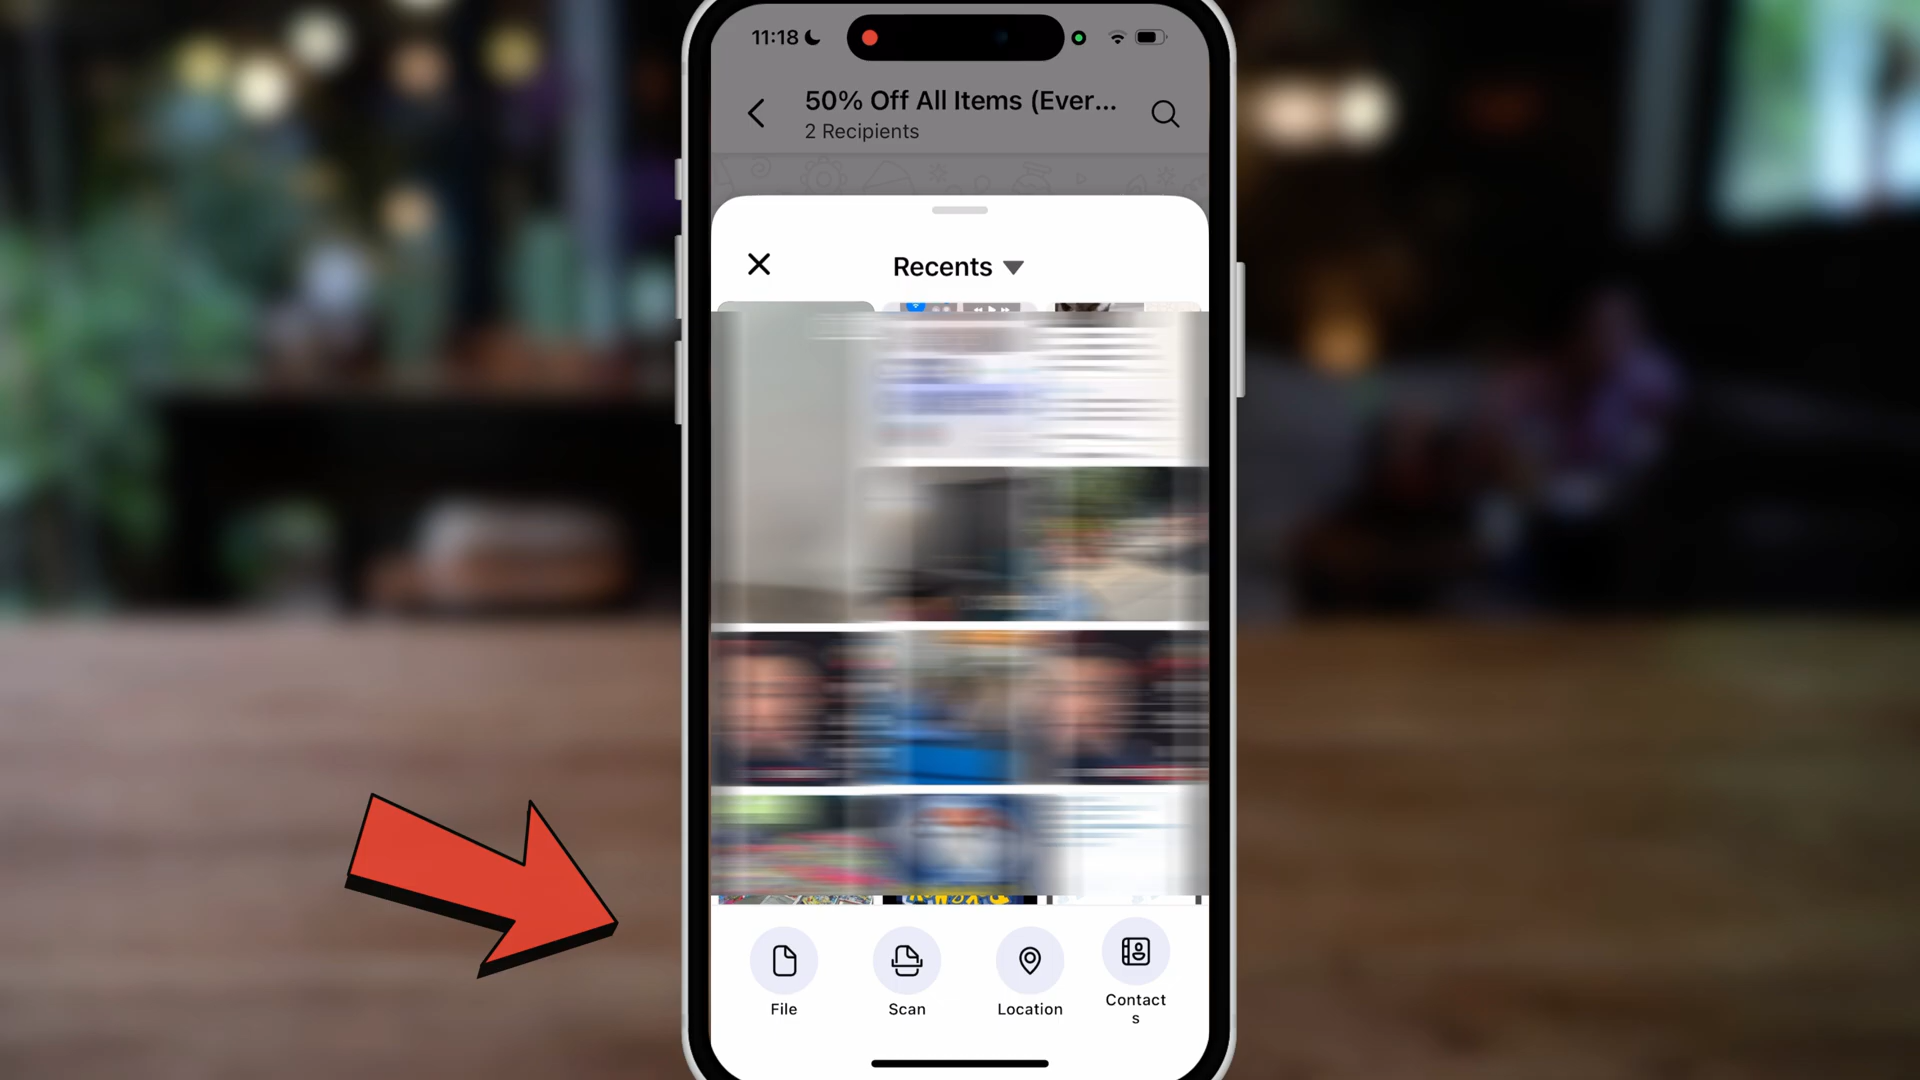 11:18
50% Off All Items (Ever...
2 Recipients
Recents
File
Scan
Location
Contact
s